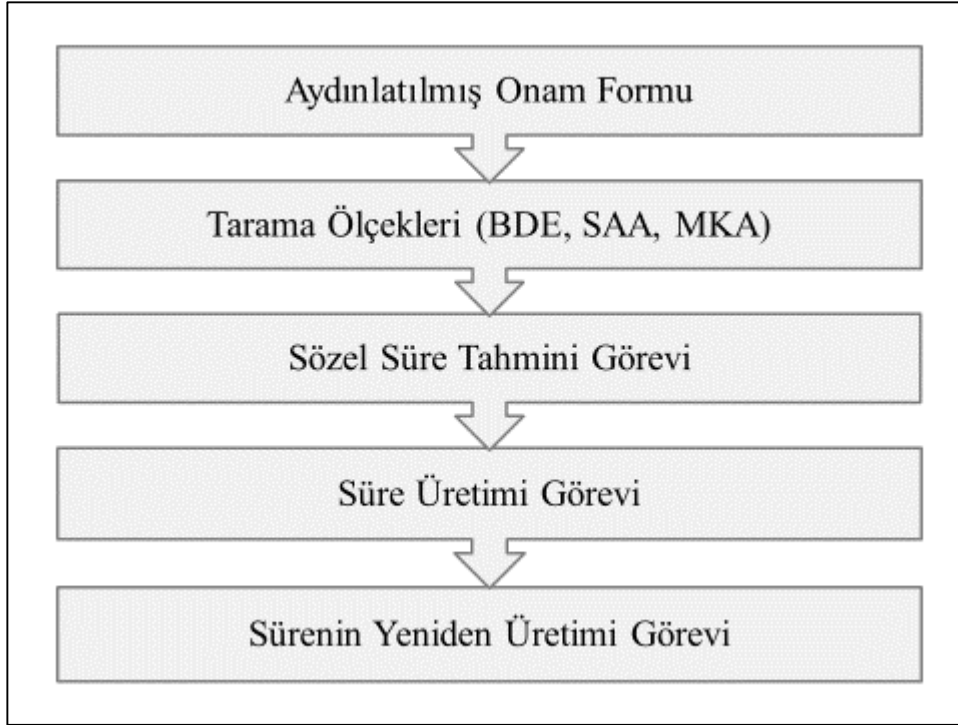 Aydınlatılmış Onam Formu
Tarama Ölçekleri (BDE, SAA, MKA)
Sözel Süre Tahmini Görevi
Süre Üretimi Görevi
Sürenin Yeniden Üretimi Görevi